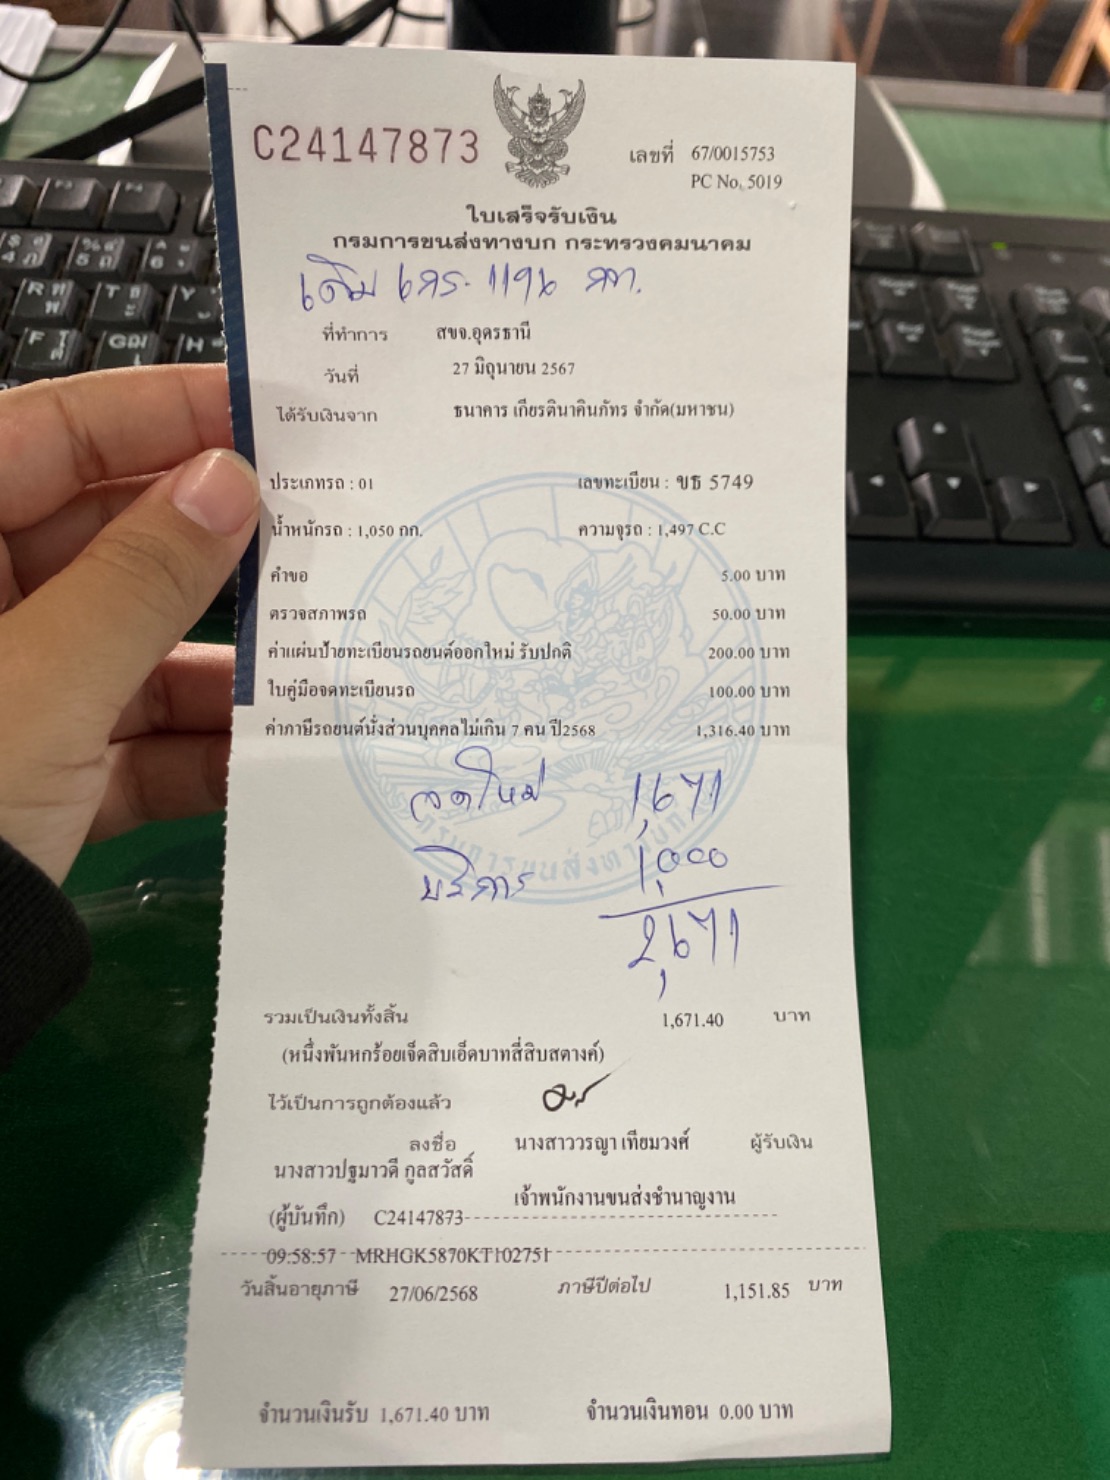 C24147873
เลขที่ 67/0015753
PC No. 5019
ใบเสร็จรับเงิน
กรมการขนส่งทางบก กระทรวงคมนาคม
เดิม
ที่ทำการ สขจ.อุดรธานี
วันที่ 27 มิถุนายน 2567
ได้รับเงินจาก ธนาคาร เกียรตินาคินภัทร จำกัด(มหาชน)
ประเภทรถ : 01 เลขทะเบียน : ขธ 5749
น้ำหนักรถ : 1,050 กก. ความจุรถ : 1,497 C.C
คำขอ 5.00 บาท
ตรวจสภาพรถ 50.00 บาท
ค่าแผ่นป้ายทะเบียนรถยนต์ออกใหม่ รับปกติ 200.00 บาท
ใบคู่มือจดทะเบียนรถ 100.00 บาท
ค่าภาษีรถยนต์นั่งส่วนบุคคลไม่เกิน 7 คน ปี2568 1,316.40 บาท
จดใหม่ 1,671
บริการ 1,000
2,671
รวมเป็นเงินทั้งสิ้น 1,671.40 บาท
(หนึ่งพันหกร้อยเจ็ดสิบเอ็ดบาทสี่สิบสตางค์)
ไว้เป็นการถูกต้องแล้ว
ลงชื่อ นางสาววรญา เทียมวงศ์ ผู้รับเงิน
นางสาวปฐมาวดี กูลสวัสดิ์
เจ้าพนักงานขนส่งชำนาญงาน
(ผู้บันทึก) C24147873
09:58:57 MRHGK5870KT102751
วันสิ้นอายุภาษี 27/06/2568 ภาษีปีต่อไป 1,151.85 บาท
จำนวนเงินรับ 1,671.40 บาท จำนวนเงินทอน 0.00 บาท